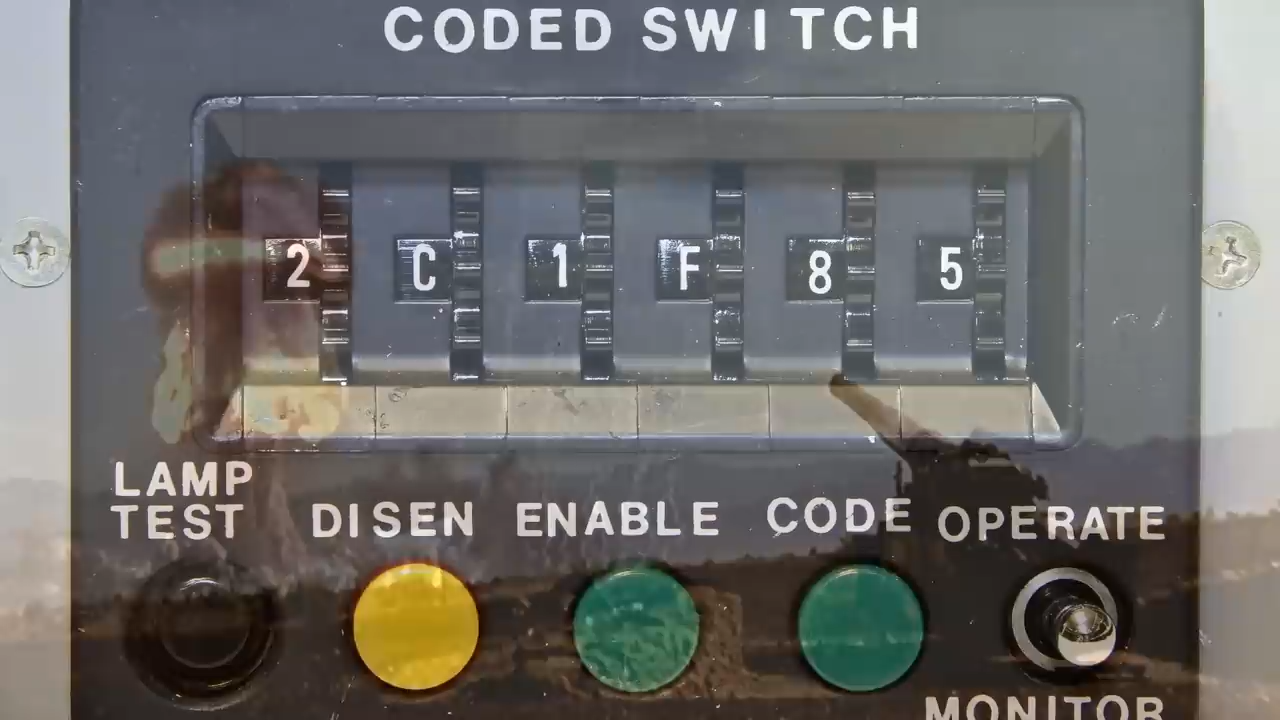 CODED SWITCH
2 C 1 F 8 5
LAMP
TEST
DISEN ENABLE CODE OPERATE
MONITOR